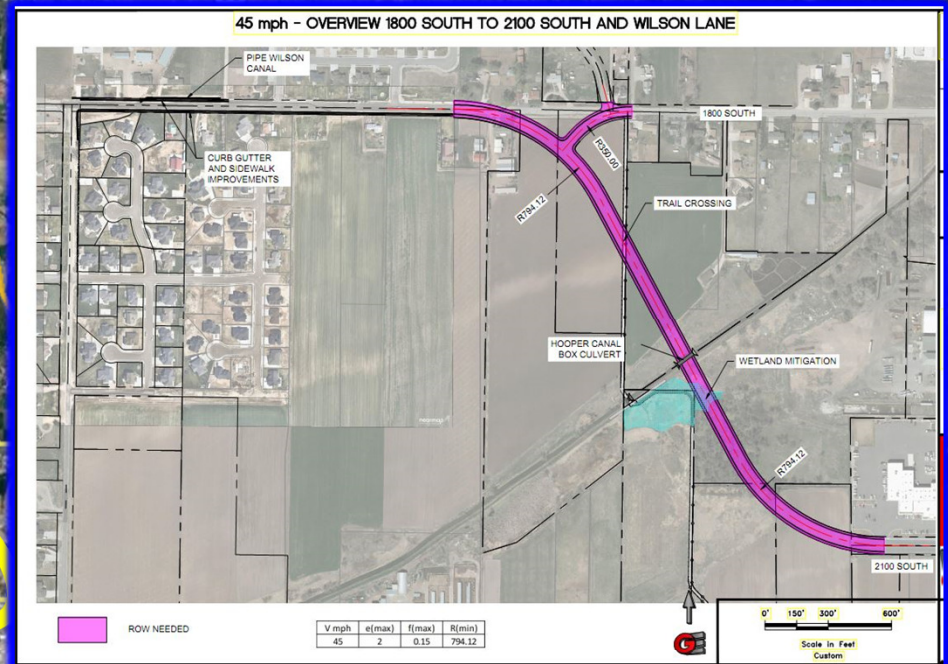 45 mph - OVERVIEW 1800 SOUTH TO 2100 SOUTH AND WILSON LANE
PIPE WILSON
CANAL
1800 SOUTH
CURB GUTTER
AND SIDEWALK
IMPROVEMENTS
R350.00
R794.12
TRAIL CROSSING
HOOPER CANAL
BOX CULVERT
WETLAND MITIGATION
R794.12
2100 SOUTH
ROW NEEDED
V mph e(max) f(max) R(min)
45 2 0.15 794.12
0' 150' 300' 600'
Scale in Feet
Custom